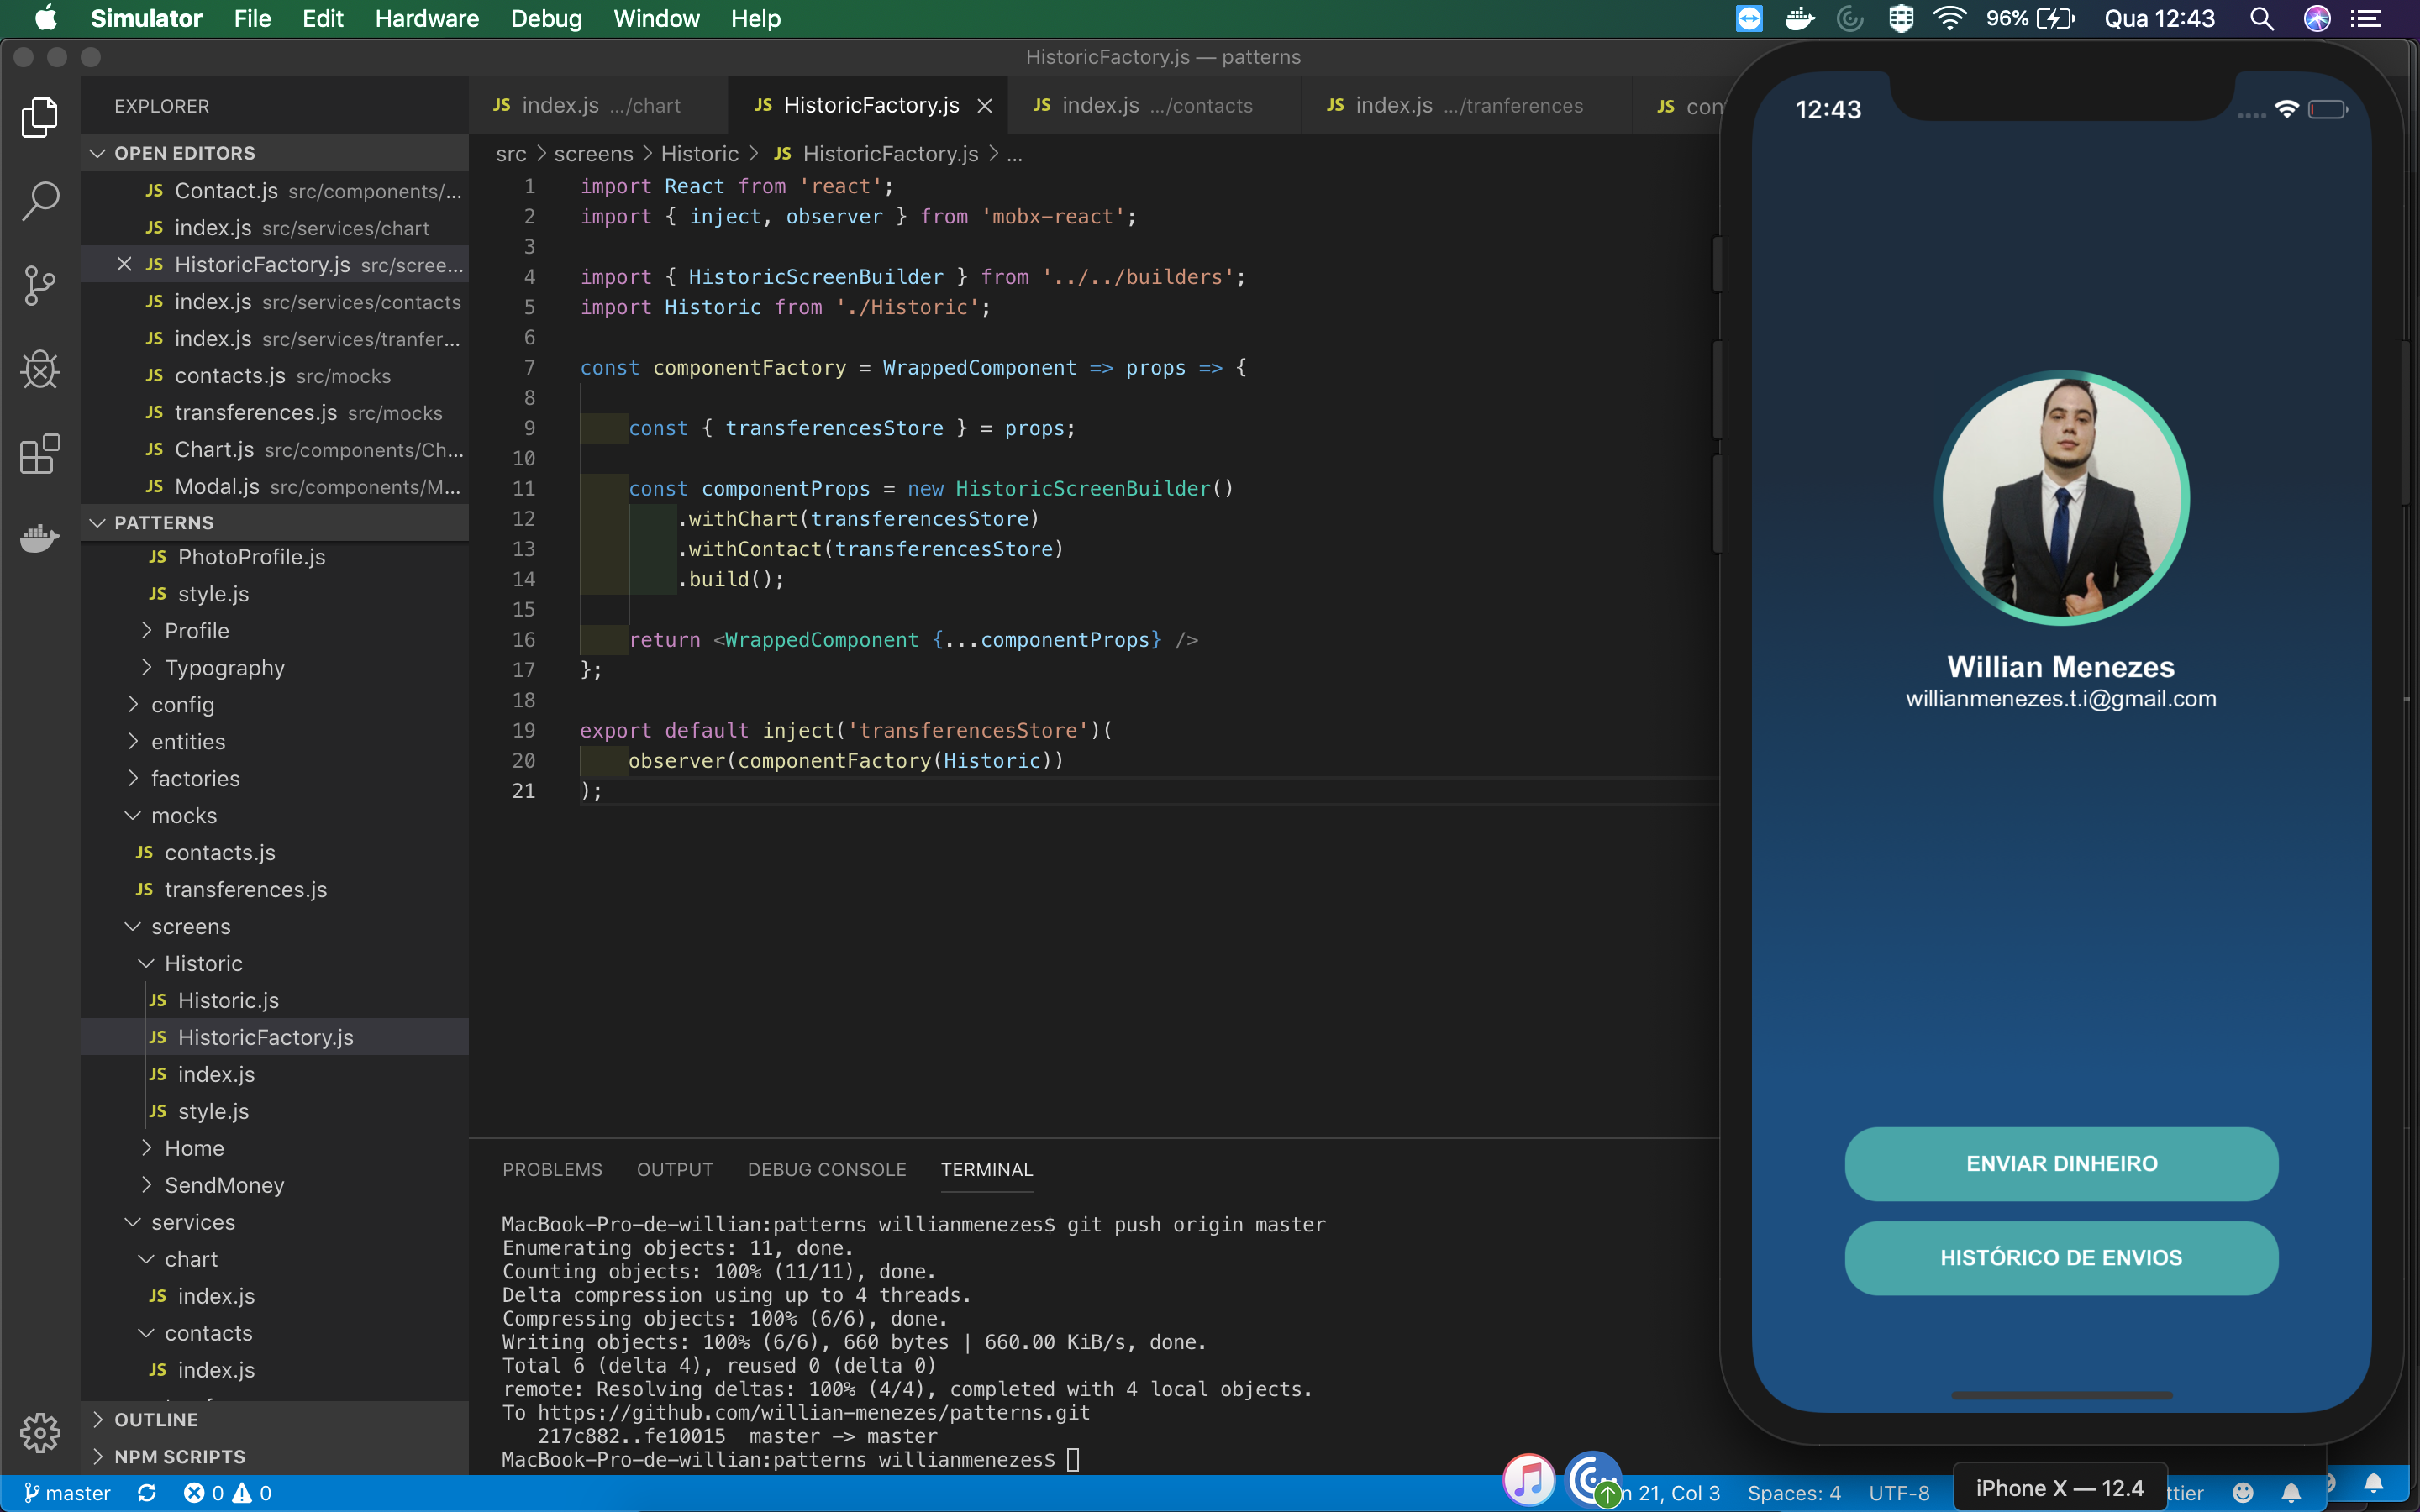 Simulator File Edit Hardware Debug Window Help
96% Qua 12:43
HistoricFactory.js — patterns
EXPLORER
OPEN EDITORS
JS Contact.js src/components/...
JS index.js src/services/chart
JS HistoricFactory.js src/scree...
JS index.js src/services/contacts
JS index.js src/services/tranfer...
JS contacts.js src/mocks
JS transferences.js src/mocks
JS Chart.js src/components/Ch...
JS Modal.js src/components/M...
PATTERNS
JS PhotoProfile.js
JS style.js
Profile
Typography
config
entities
factories
mocks
JS contacts.js
JS transferences.js
screens
Historic
JS Historic.js
JS HistoricFactory.js
JS index.js
JS style.js
Home
SendMoney
services
chart
JS index.js
contacts
JS index.js
OUTLINE
NPM SCRIPTS
JS index.js .../chart
JS HistoricFactory.js
JS index.js .../contacts
JS index.js .../tranferences
JS con
src > screens > Historic > JS HistoricFactory.js > ...
1 import React from 'react';
2 import { inject, observer } from 'mobx-react';
3
4 import { HistoricScreenBuilder } from '../../builders';
5 import Historic from './Historic';
6
7 const componentFactory = WrappedComponent => props => {
8
9 const { transferencesStore } = props;
10
11 const componentProps = new HistoricScreenBuilder()
12 .withChart(transferencesStore)
13 .withContact(transferencesStore)
14 .build();
15
16 return <WrappedComponent {...componentProps} />
17 };
18
19 export default inject('transferencesStore')(
20 observer(componentFactory(Historic))
21 );
PROBLEMS OUTPUT DEBUG CONSOLE TERMINAL
MacBook-Pro-de-willian:patterns willianmenezes$ git push origin master
Enumerating objects: 11, done.
Counting objects: 100% (11/11), done.
Delta compression using up to 4 threads.
Compressing objects: 100% (6/6), done.
Writing objects: 100% (6/6), 660 bytes | 660.00 KiB/s, done.
Total 6 (delta 4), reused 0 (delta 0)
remote: Resolving deltas: 100% (4/4), completed with 4 local objects.
To https://github.com/willian-menezes/patterns.git
217c882..fe10015 master -> master
MacBook-Pro-de-willian:patterns willianmenezes$
12:43
Willian Menezes
willianmenezes.t.i@gmail.com
ENVIAR DINHEIRO
HISTÓRICO DE ENVIOS
iPhone X — 12.4
master 0 0
n 21, Col 3 Spaces: 4 UTF-8 ttier